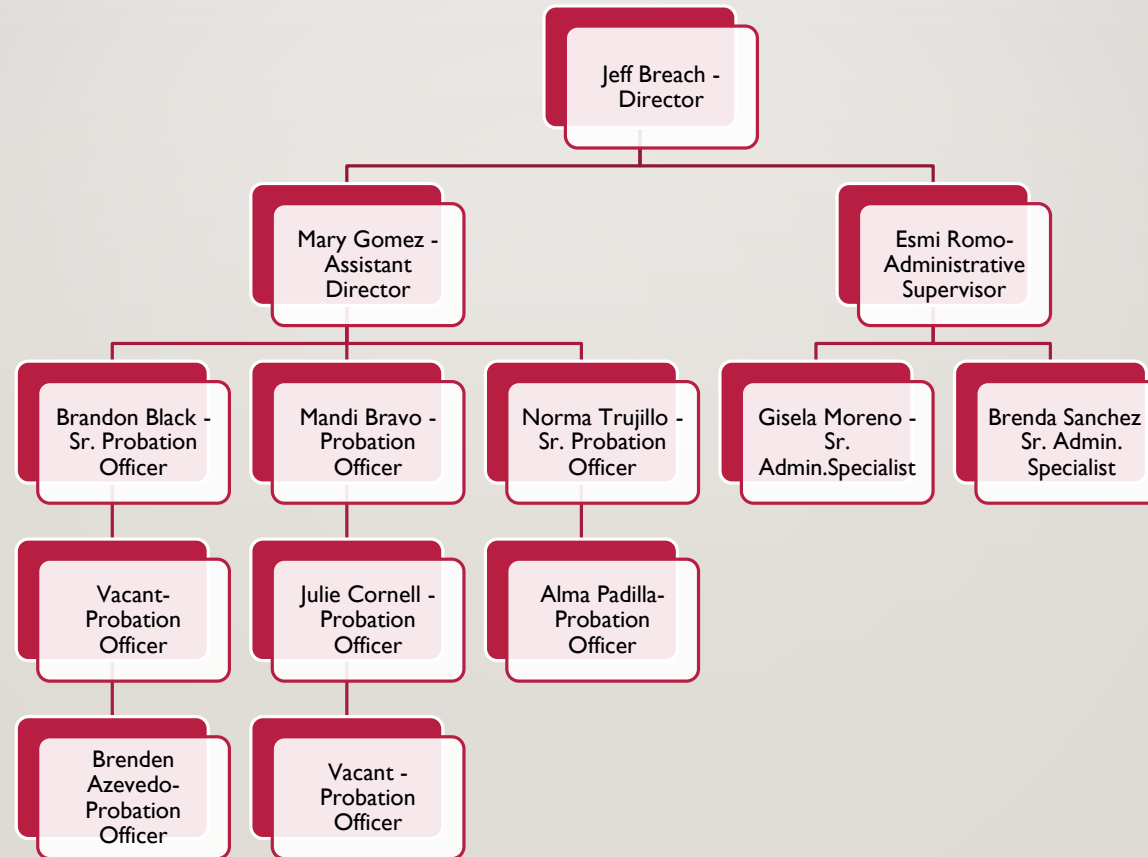 Jeff Breach -
Director
Mary Gomez -
Assistant
Director
Esmi Romo-
Administrative
Supervisor
Brandon Black -
Sr. Probation
Officer
Mandi Bravo -
Probation
Officer
Norma Trujillo -
Sr. Probation
Officer
Gisela Moreno -
Sr.
Admin.Specialist
Brenda Sanchez
Sr. Admin.
Specialist
Vacant-
Probation
Officer
Julie Cornell -
Probation
Officer
Alma Padilla-
Probation
Officer
Brenden
Azevedo-
Probation
Officer
Vacant -
Probation
Officer